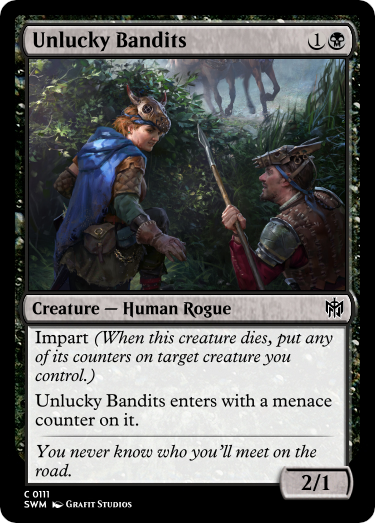 Unlucky Bandits 1
Creature — Human Rogue
Impart (When this creature dies, put any
of its counters on target creature you
control.)
Unlucky Bandits enters with a menace
counter on it.
You never know who you'll meet on the
road.
2/1
C 0111
SWM Grafit Studios